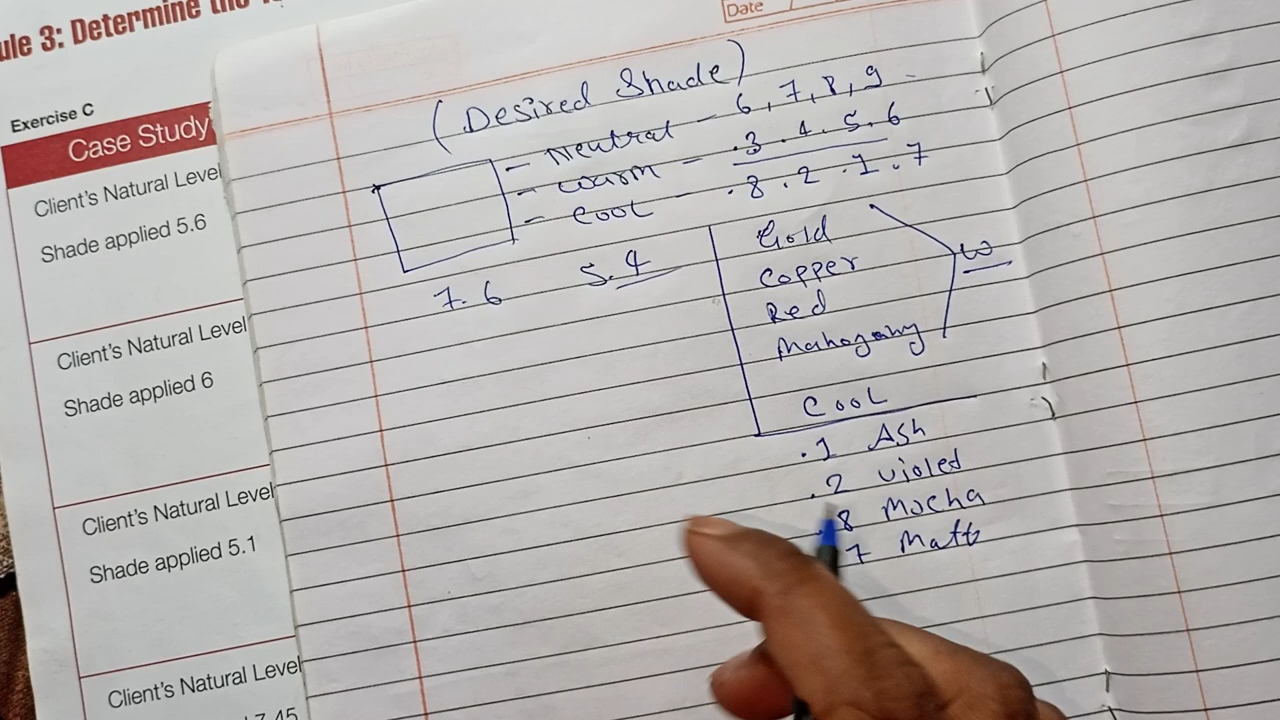 ule 3: Determine the
Date
Exercise C
Case Study
Client's Natural Level
Shade applied 5.6
Client's Natural Level
Shade applied 6
Client's Natural Level
Shade applied 5.1
Client's Natural Level
7.45
(Desired Shade)
- Neutral - 6, 7, 8, 9
- warm - .3 .4 .5 .6
- cool - .8 .2 .1 .7
7.6 5.4
Gold
Copper
Red
Mahogany
W
Cool
.1 Ash
.2 violed
.8 Mocha
7 Matt